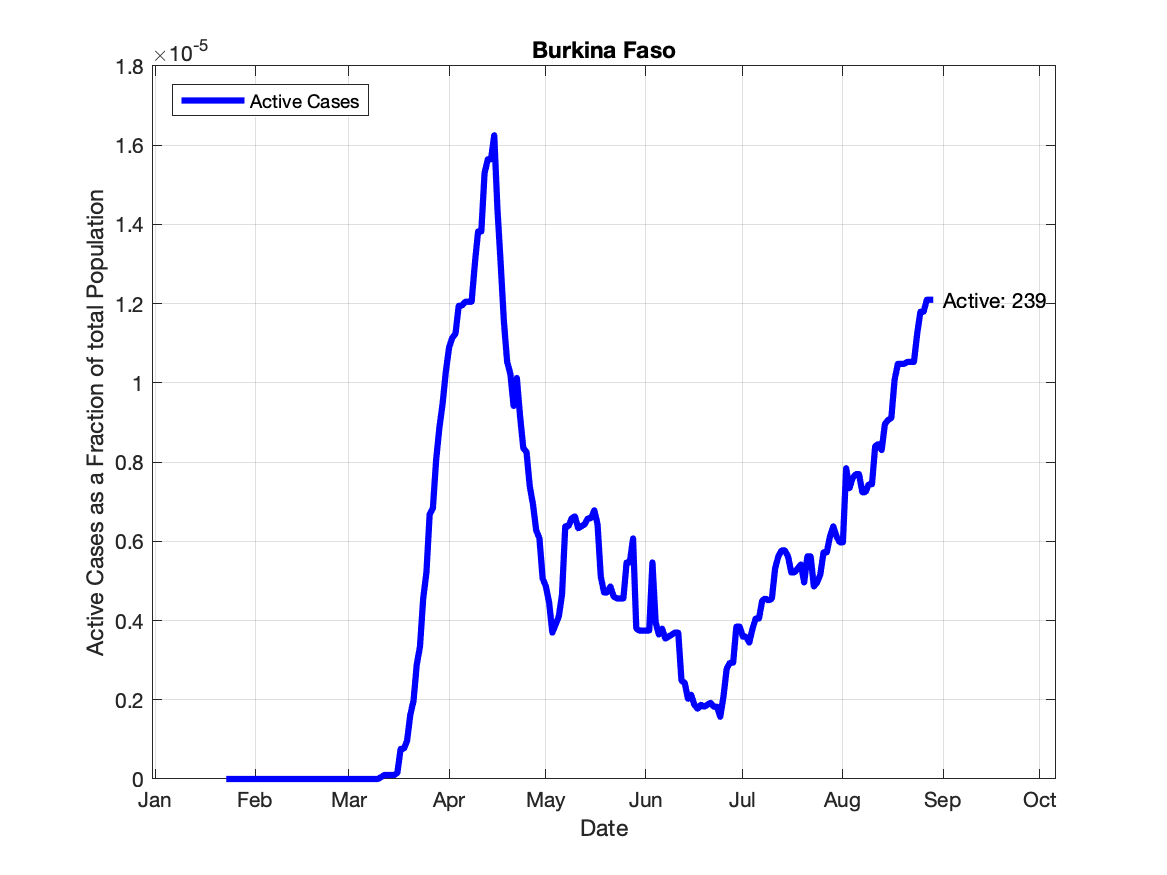 Burkina Faso
×10-5
Active Cases
Active: 239
Active Cases as a Fraction of total Population
1.8
1.6
1.4
1.2
1
0.8
0.6
0.4
0.2
0
Jan Feb Mar Apr May Jun Jul Aug Sep Oct
Date